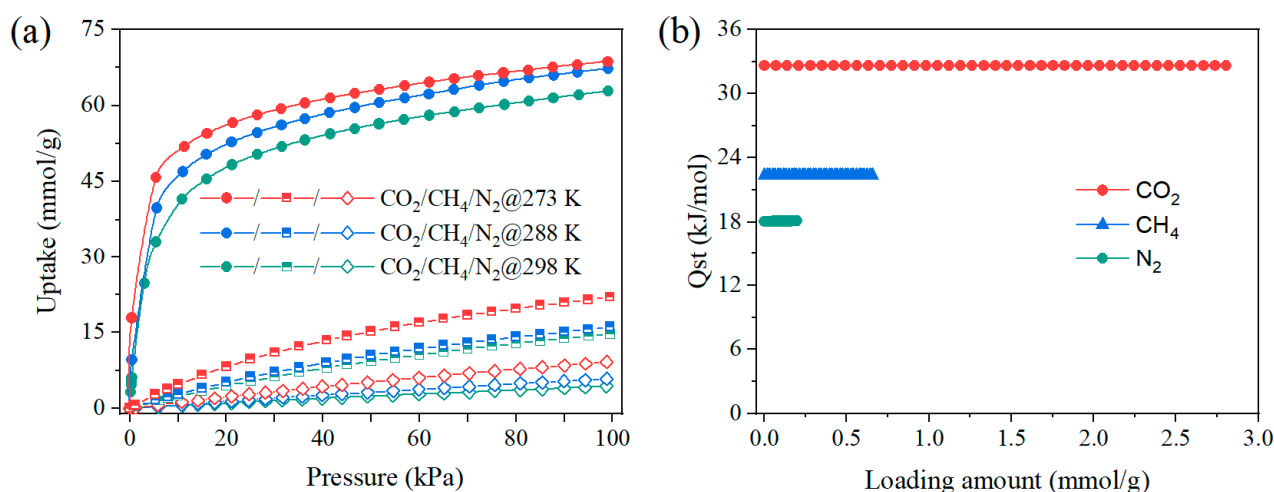 (a)
75
60
45
30
15
0
Uptake (mmol/g)
CO₂/CH₄/N₂@273 K
CO₂/CH₄/N₂@288 K
CO₂/CH₄/N₂@298 K
0 20 40 60 80 100
Pressure (kPa)
(b)
36
30
24
18
12
6
0
Qst (kJ/mol)
CO₂
CH₄
N₂
0.0 0.5 1.0 1.5 2.0 2.5 3.0
Loading amount (mmol/g)